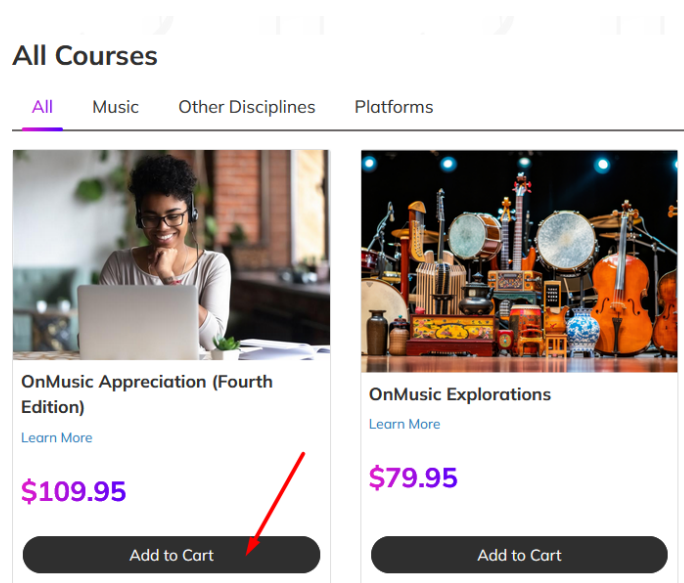 All Courses
All Music Other Disciplines Platforms
OnMusic Appreciation (Fourth
Edition)
Learn More
$109.95
Add to Cart
OnMusic Explorations
Learn More
$79.95
Add to Cart